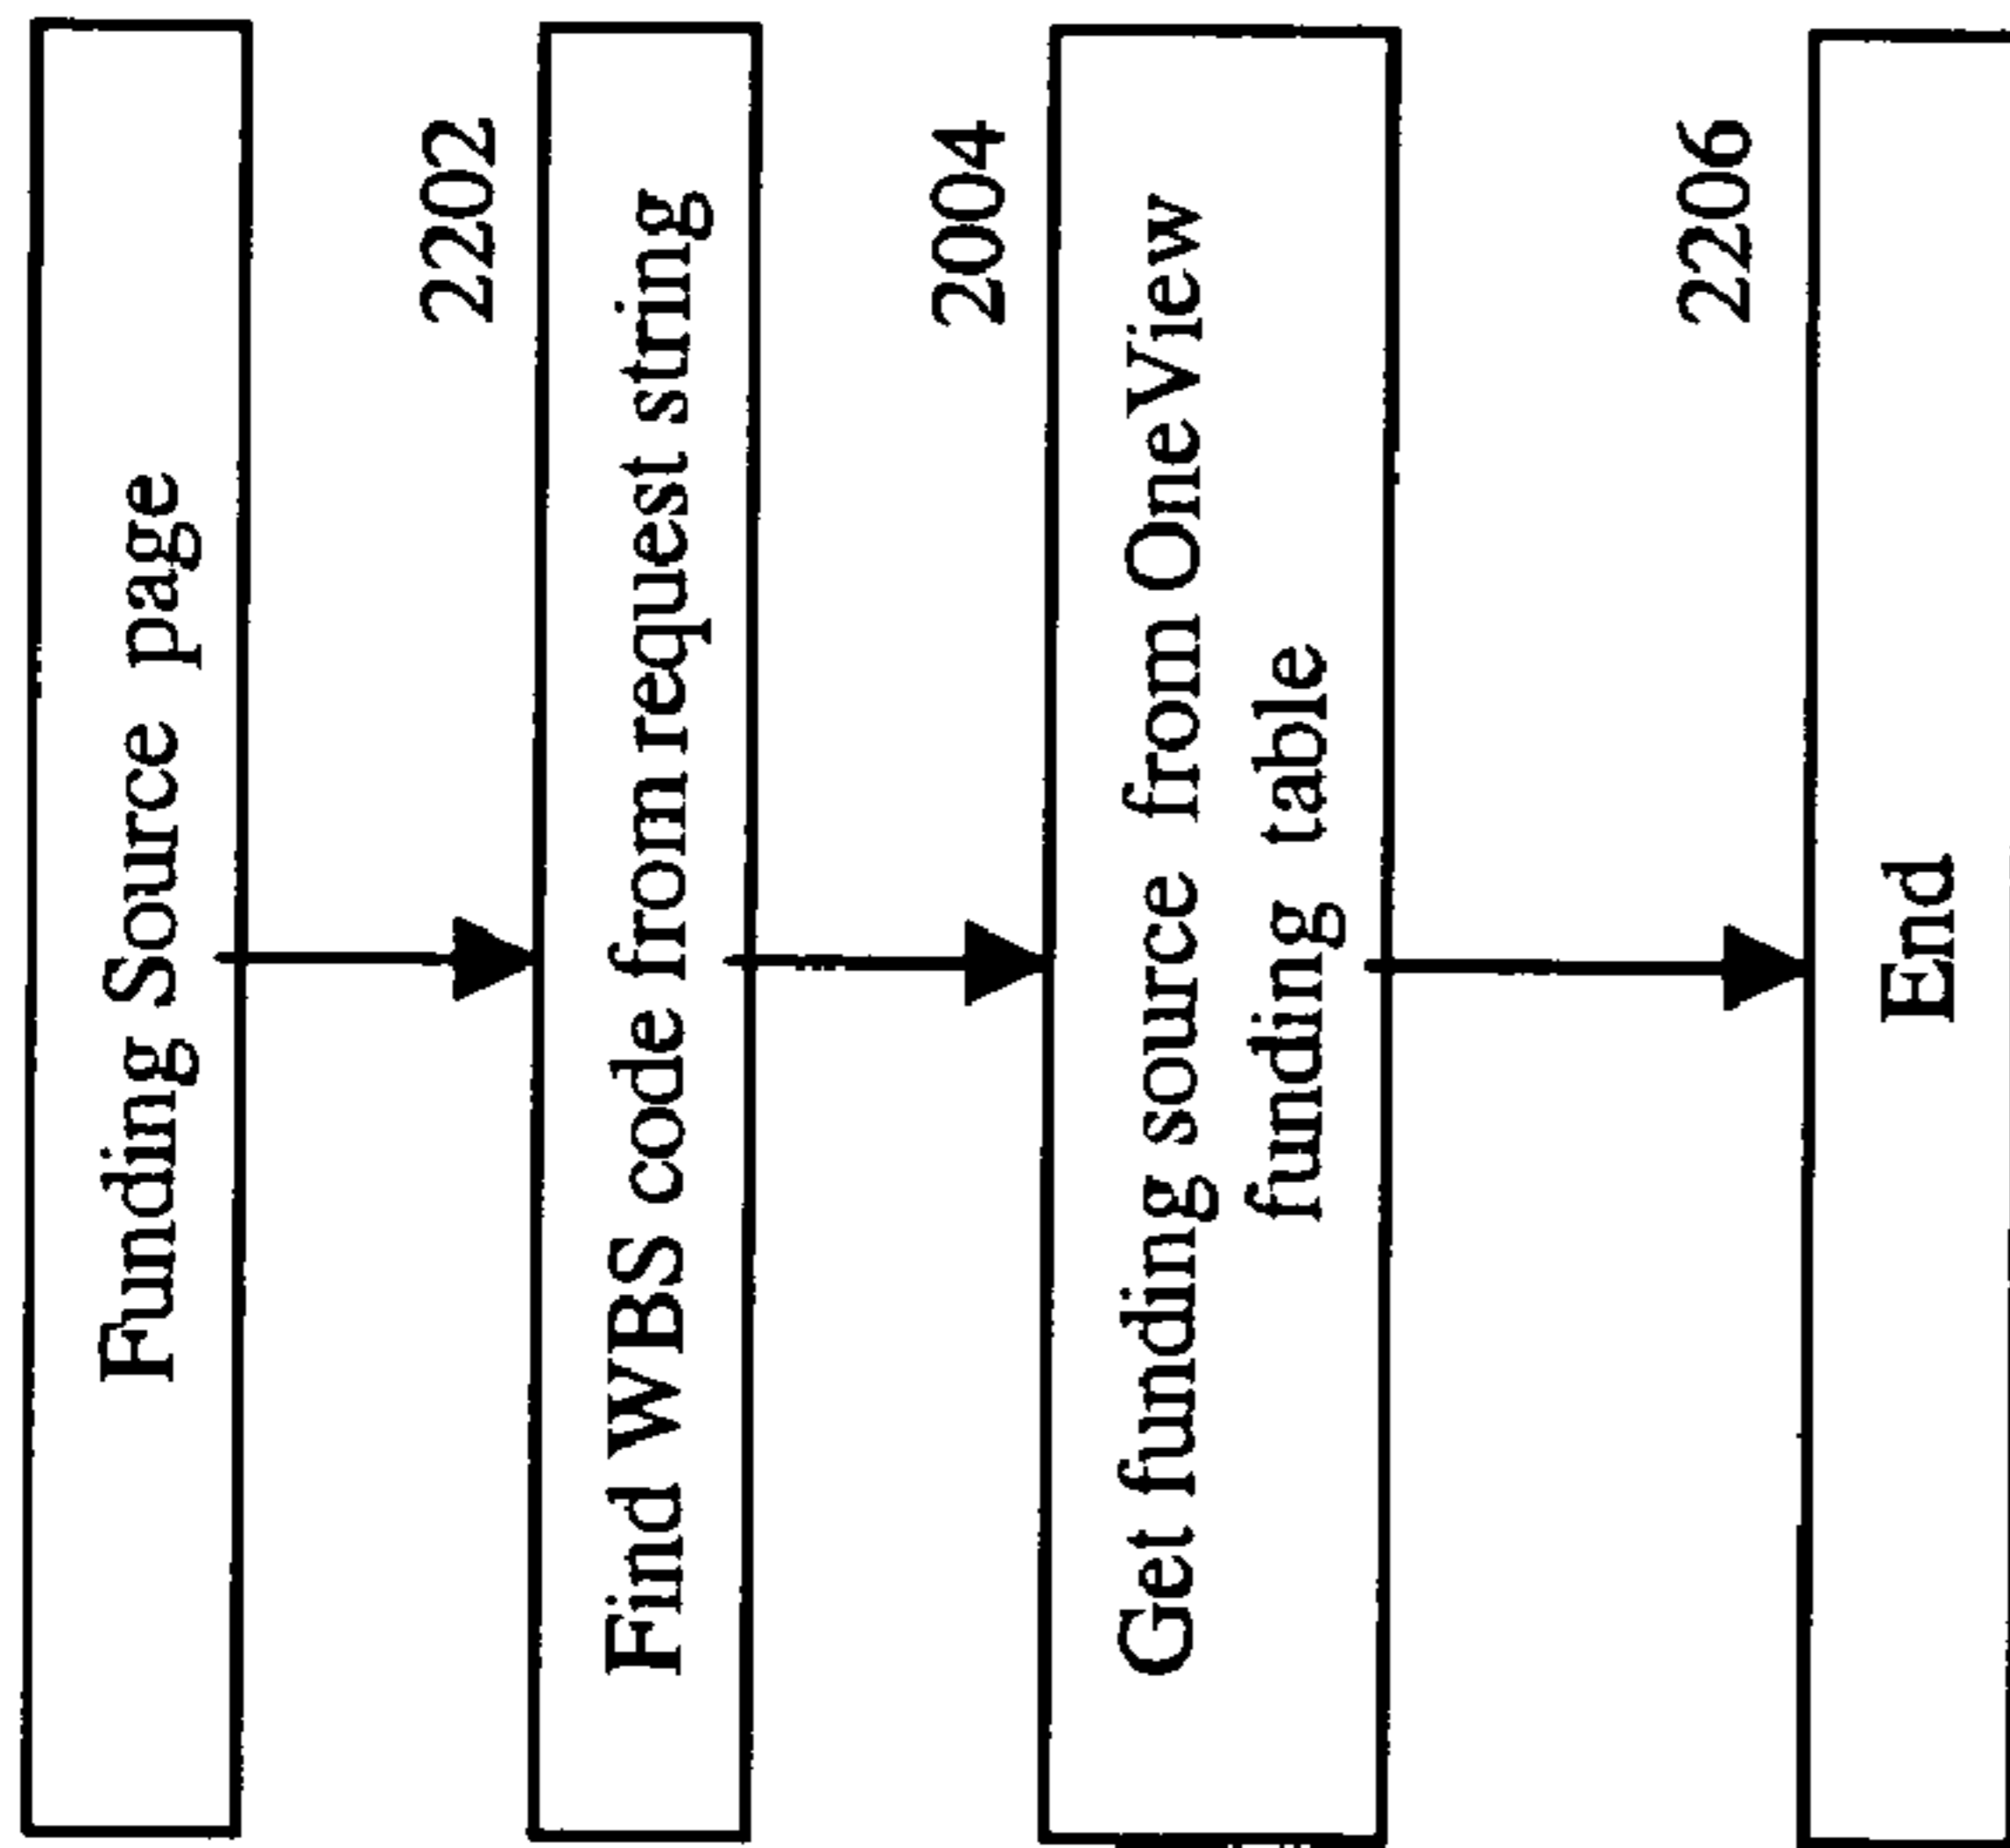 Funding Source page
2202
Find WBS code from request string
2004
Get funding source from OneView
funding table
2206
End